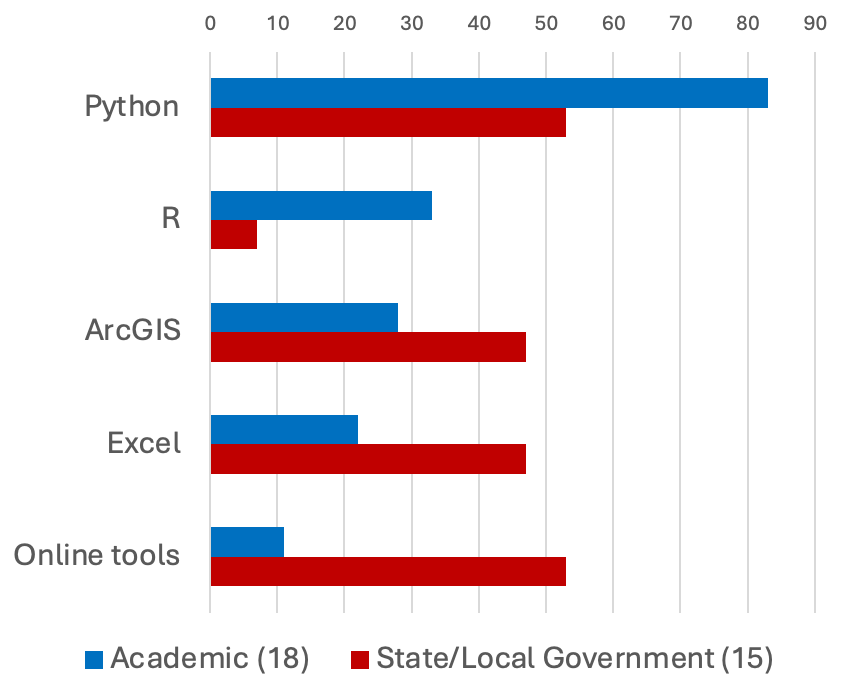 0 10 20 30 40 50 60 70 80 90
Python
R
ArcGIS
Excel
Online tools
Academic (18) State/Local Government (15)